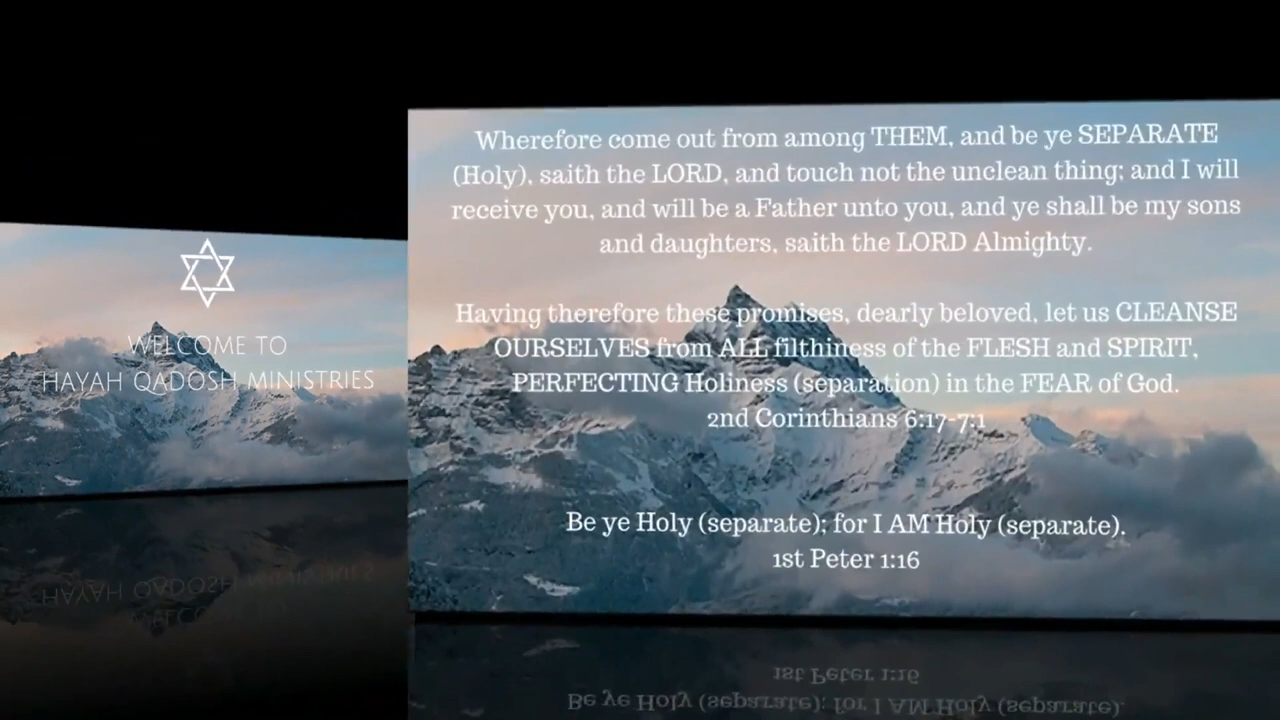 WELCOME TO
HAYAH QADOSH MINISTRIES
Wherefore come out from among THEM, and be ye SEPARATE
(Holy), saith the LORD, and touch not the unclean thing; and I will
receive you, and will be a Father unto you, and ye shall be my sons
and daughters, saith the LORD Almighty.
Having therefore these promises, dearly beloved, let us CLEANSE
OURSELVES from ALL filthiness of the FLESH and SPIRIT,
PERFECTING Holiness (separation) in the FEAR of God.
2nd Corinthians 6:17-7:1
Be ye Holy (separate); for I AM Holy (separate).
1st Peter 1:16